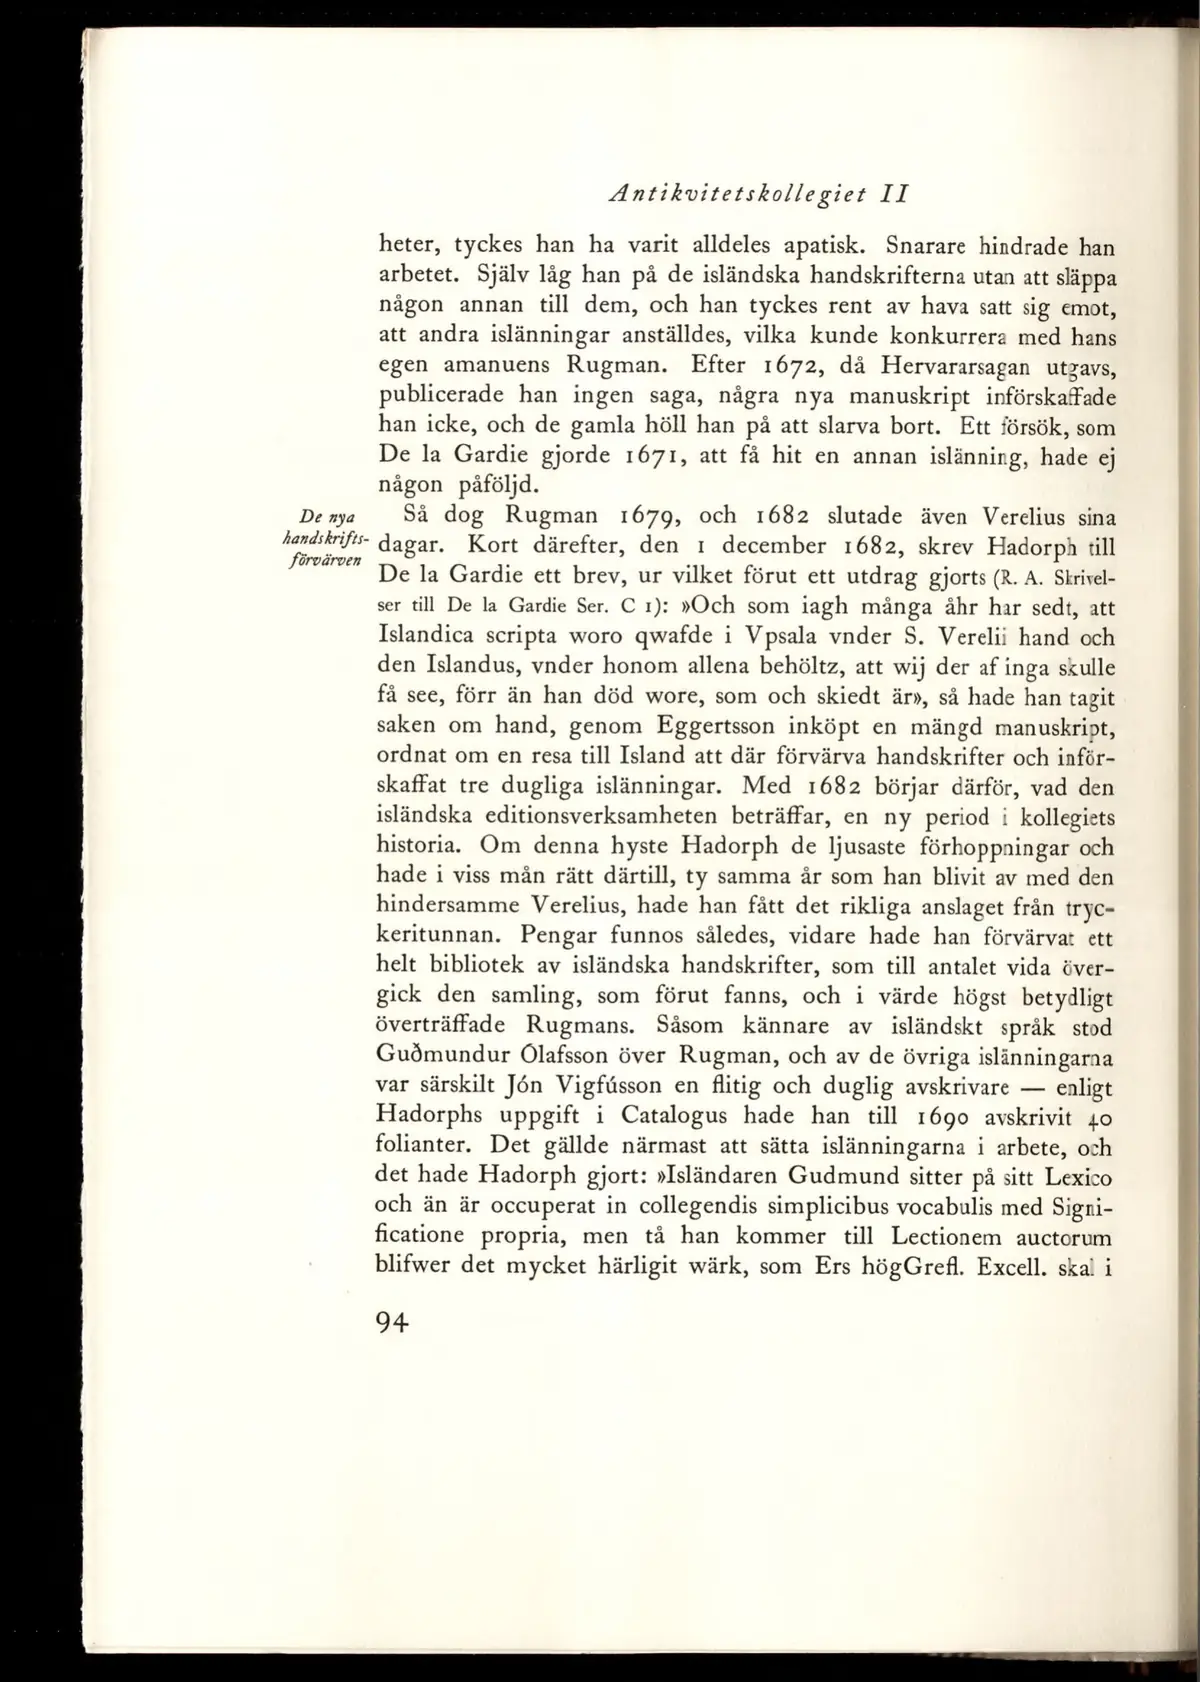 Antikvitetskollegiet II
heter, tyckes han ha varit alldeles apatisk. Snarare hindrade han
arbetet. Själv låg han på de isländska handskrifterna utan att släppa
någon annan till dem, och han tyckes rent av hava satt sig emot,
att andra islänningar anställdes, vilka kunde konkurrera med hans
egen amanuens Rugman. Efter 1672, då Hervararsagan utgavs,
publicerade han ingen saga, några nya manuskript införskaffade
han icke, och de gamla höll han på att slarva bort. Ett försök, som
De la Gardie gjorde 1671, att få hit en annan islänning, hade ej
någon påföljd.
De nya
handskrifts-
förvärven
Så dog Rugman 1679, och 1682 slutade även Verelius sina
dagar. Kort därefter, den 1 december 1682, skrev Hadorph till
De la Gardie ett brev, ur vilket förut ett utdrag gjorts (R. A. Skrivel-
ser till De la Gardie Ser. C 1): »Och som iagh många åhr har sedt, att
Islandica scripta woro qwafde i Vpsala vnder S. Verelii hand och
den Islandus, vnder honom allena behöltz, att wij der af inga skulle
få see, förr än han död wore, som och skiedt är», så hade han tagit
saken om hand, genom Eggertsson inköpt en mängd manuskript,
ordnat om en resa till Island att där förvärva handskrifter och inför-
skaffat tre dugliga islänningar. Med 1682 börjar därför, vad den
isländska editionsverksamheten beträffar, en ny period i kollegiets
historia. Om denna hyste Hadorph de ljusaste förhoppningar och
hade i viss mån rätt därtill, ty samma år som han blivit av med den
hindersamme Verelius, hade han fått det rikliga anslaget från tryc-
keritunnan. Pengar funnos således, vidare hade han förvärvat ett
helt bibliotek av isländska handskrifter, som till antalet vida över-
gick den samling, som förut fanns, och i värde högst betydligt
överträffade Rugmans. Såsom kännare av isländskt språk stod
Guðmundur Ólafsson över Rugman, och av de övriga islänningarna
var särskilt Jón Vigfússon en flitig och duglig avskrivare — enligt
Hadorphs uppgift i Catalogus hade han till 1690 avskrivit 40
folianter. Det gällde närmast att sätta islänningarna i arbete, och
det hade Hadorph gjort: »Isländaren Gudmund sitter på sitt Lexico
och än är occuperat in collegendis simplicibus vocabulis med Signi-
ficatione propria, men tå han kommer till Lectionem auctorum
blifwer det mycket härligit wärk, som Ers högGrefl. Excell. skal i
94